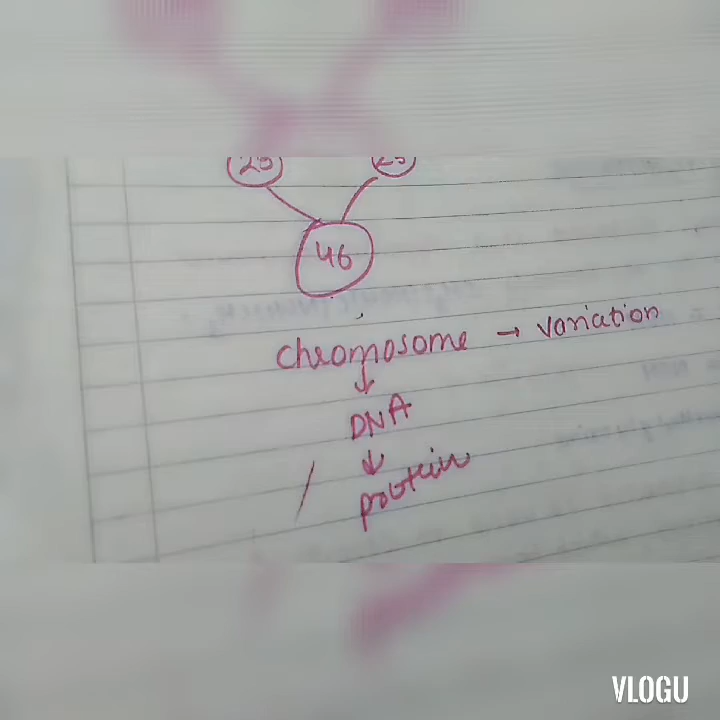 46
chromosome → variation
↓
DNA
↓
protein
VLOGU